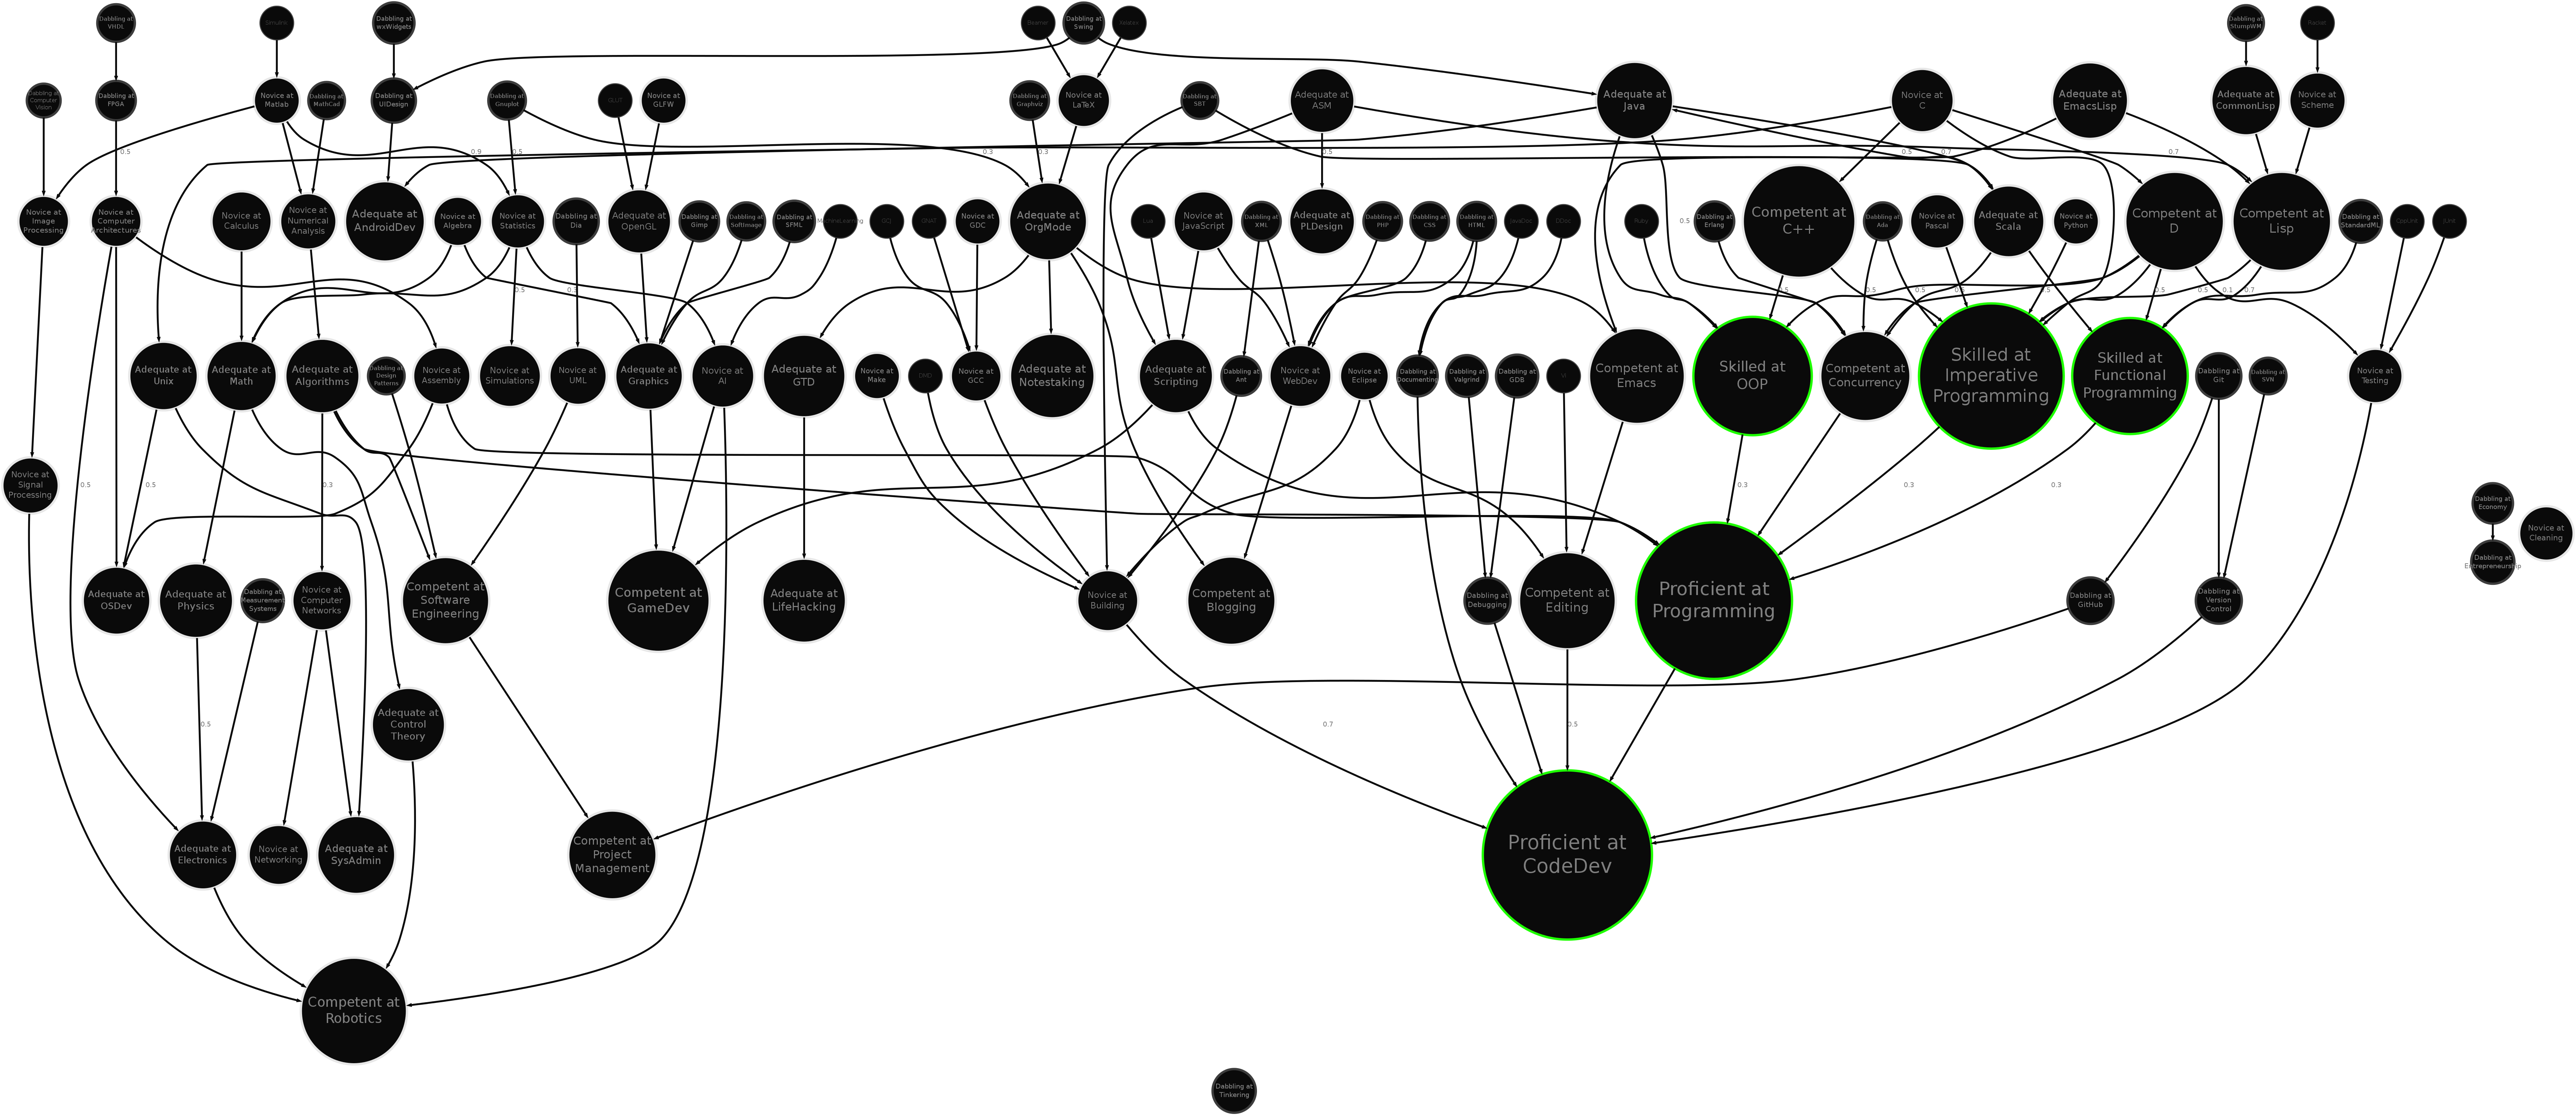 Dabbling at
VHDL
Simulink
Dabbling at
wxWidgets
Beamer
Dabbling at
Swing
Dabbling at
StumpWM
Racket
Dabbling at
Computer
Vision
Dabbling at
FPGA
Novice at
Matlab
Dabbling at
MathCad
Dabbling at
UIDesign
Dabbling at
Gnuplot
GLUT
Novice at
GLFW
Dabbling at
Graphviz
Novice at
LaTeX
Dabbling at
SBT
Adequate at
ASM
Adequate at
Java
Novice at
C
Adequate at
EmacsLisp
Adequate at
CommonLisp
Novice at
Scheme
0.5
0.9
0.5
0.3
0.3
0.5
0.5
0.7
0.7
Novice at
Image
Processing
Novice at
Computer
Architectures
Novice at
Calculus
Novice at
Numerical
Analysis
Adequate at
AndroidDev
Novice at
Algebra
Novice at
Statistics
Dabbling at
Dia
Adequate at
OpenGL
Dabbling at
Gimp
Dabbling at
SoftImage
Dabbling at
SFML
MachineLearning
GCJ
GNAT
Novice at
GDC
Adequate at
OrgMode
Lua
Novice at
JavaScript
Dabbling at
XML
Adequate at
PLDesign
Dabbling at
PHP
Dabbling at
CSS
Dabbling at
HTML
JavaDoc
DDoc
Ruby
0.5
Dabbling at
Erlang
Competent at
C++
Dabbling at
Ada
Novice at
Pascal
Adequate at
Scala
Novice at
Python
Competent at
D
Competent at
Lisp
Dabbling at
StandardML
CppUnit
JUnit
0.5
0.3
0.5
0.5
0.5
0.5
0.5
0.5
0.5
0.1
0.7
Adequate at
Unix
Adequate at
Math
Adequate at
Algorithms
Dabbling at
Design
Patterns
Novice at
Assembly
Novice at
Simulations
Novice at
UML
Adequate at
Graphics
Novice at
AI
Adequate at
GTD
Novice at
Make
DMD
Novice at
GCC
Adequate at
Notestaking
Adequate at
Scripting
Dabbling at
Ant
Novice at
WebDev
Novice at
Eclipse
Dabbling at
Documenting
Dabbling at
Valgrind
Dabbling at
GDB
Vi
Competent at
Emacs
Skilled at
OOP
Competent at
Concurrency
Skilled at
Imperative
Programming
Skilled at
Functional
Programming
Dabbling at
Git
Dabbling at
SVN
Novice at
Testing
Novice at
Signal
Processing
0.5
0.5
0.3
0.3
0.3
0.3
Dabbling at
Economy
Novice at
Cleaning
Dabbling at
Entrepreneurship
Adequate at
OSDev
Adequate at
Physics
Dabbling at
Measurement
Systems
Novice at
Computer
Networks
Competent at
Software
Engineering
Competent at
GameDev
Adequate at
LifeHacking
Novice at
Building
Competent at
Blogging
Dabbling at
Debugging
Competent at
Editing
Proficient at
Programming
Dabbling at
GitHub
Dabbling at
Version
Control
0.5
Adequate at
Control
Theory
0.7
0.5
Adequate at
Electronics
Novice at
Networking
Adequate at
SysAdmin
Competent at
Project
Management
Proficient at
CodeDev
Competent at
Robotics
Dabbling at
Tinkering